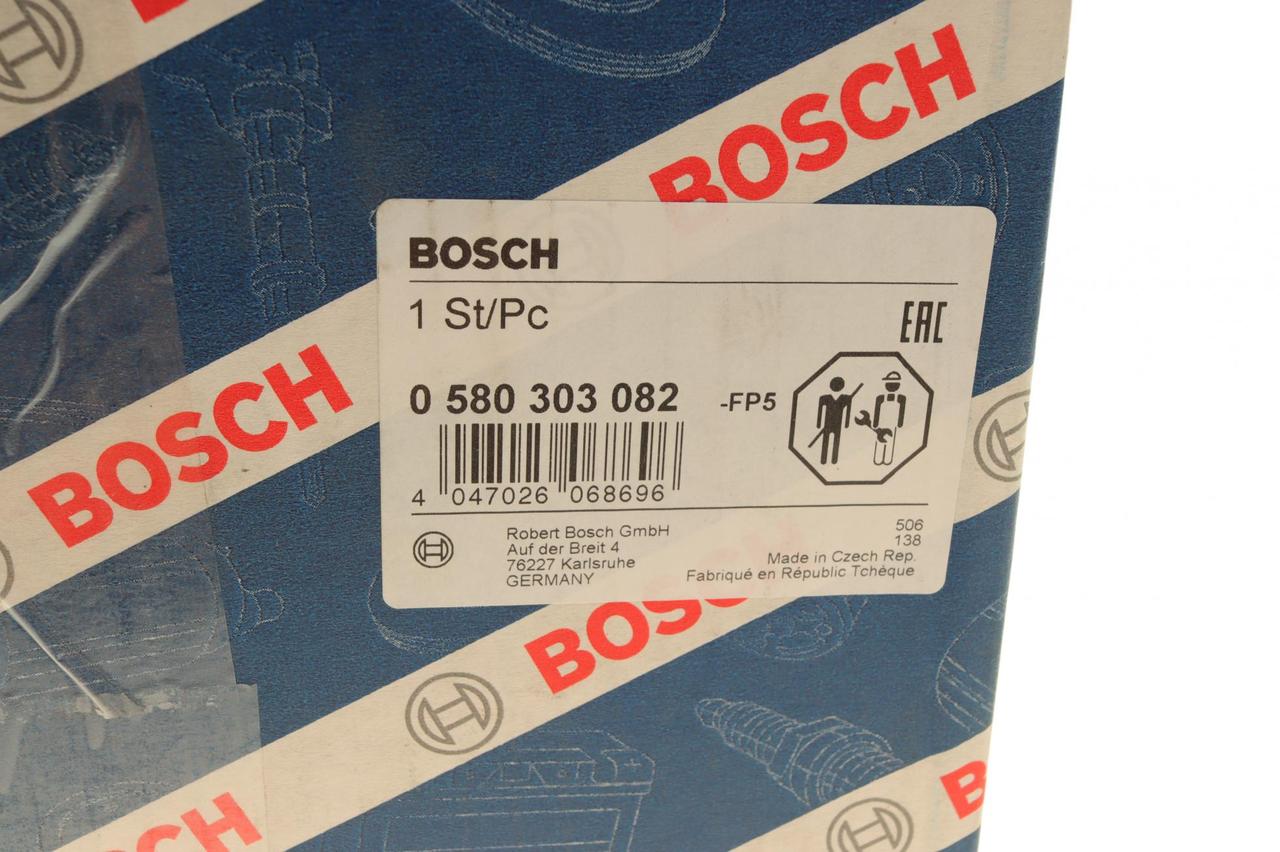 BOSCH
BOSCH
1 St/Pc
EAC
0 580 303 082 -FP5
4 047026 068696
Robert Bosch GmbH
Auf der Breit 4
76227 Karlsruhe
GERMANY
506
138
Made in Czech Rep.
Fabriqué en Républic Tchèque
BOSCH
BOSCH
BOSCH
B